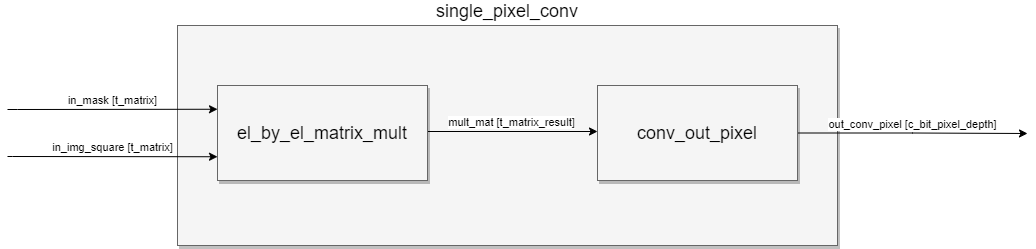 single_pixel_conv
in_mask [t_matrix]
el_by_el_matrix_mult
in_img_square [t_matrix]
mult_mat [t_matrix_result]
conv_out_pixel
out_conv_pixel [c_bit_pixel_depth]